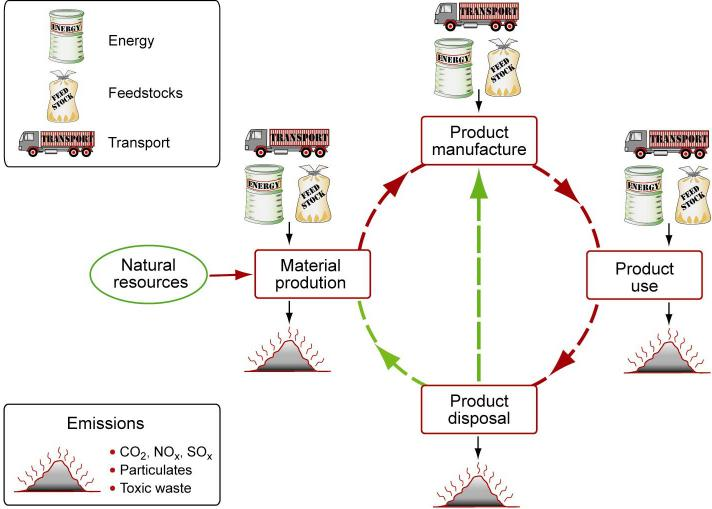 ENERGY
Energy
FEED
STOCK
Feedstocks
TRANSPORT
Transport
TRANSPORT
ENERGY
FEED
STOCK
Product
manufacture
TRANSPORT
ENERGY
FEED
STOCK
TRANSPORT
ENERGY
FEED
STOCK
Natural
resources
Material
prodution
Product
use
Product
disposal
Emissions
• CO₂, NOₓ, SOₓ
• Particulates
• Toxic waste